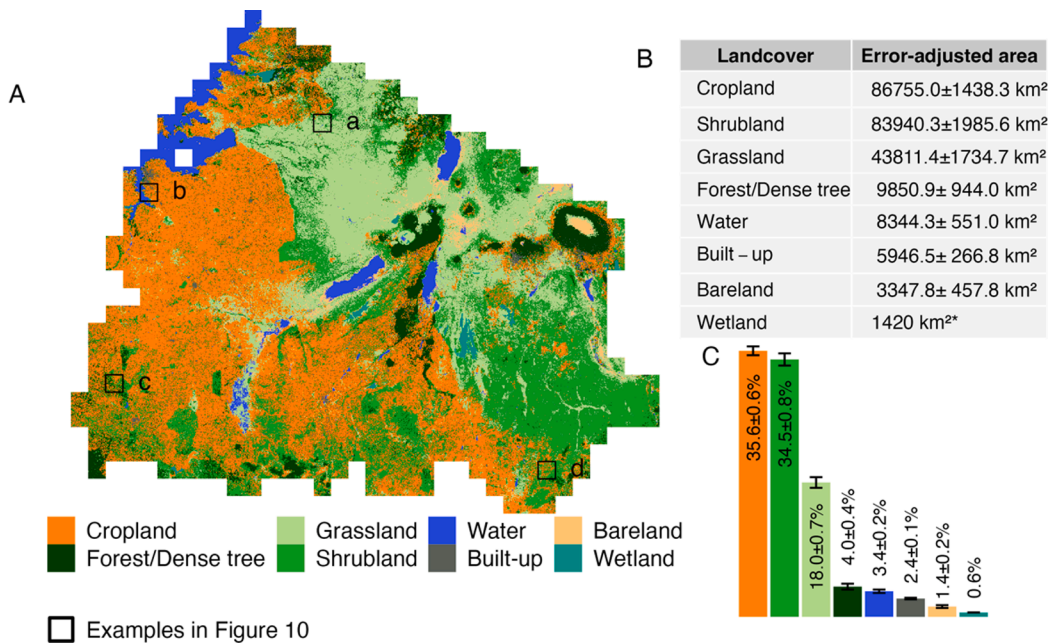 A
a
b
c
d
Cropland
Grassland
Water
Bareland
Forest/Dense tree
Shrubland
Built-up
Wetland
Examples in Figure 10
B
Landcover Error-adjusted area
Cropland 86755.0±1438.3 km²
Shrubland 83940.3±1985.6 km²
Grassland 43811.4±1734.7 km²
Forest/Dense tree 9850.9± 944.0 km²
Water 8344.3± 551.0 km²
Built – up 5946.5± 266.8 km²
Bareland 3347.8± 457.8 km²
Wetland 1420 km²*
C
35.6±0.6%
34.5±0.8%
18.0±0.7%
4.0±0.4%
3.4±0.2%
2.4±0.1%
1.4±0.2%
0.6%